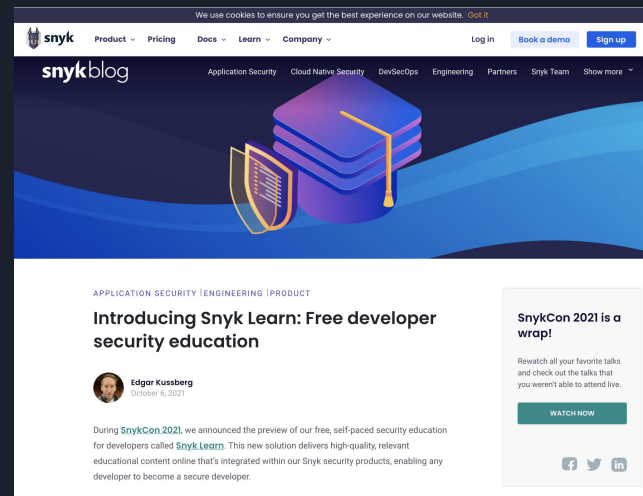 We use cookies to ensure you get the best experience on our website. Got it
snyk
Product Pricing Docs Learn Company Log in Book a demo Sign up
snykblog
Application Security Cloud Native Security DevSecOps Engineering Partners Snyk Team Show more
APPLICATION SECURITY | ENGINEERING | PRODUCT
Introducing Snyk Learn: Free developer
security education
Edgar Kussberg
October 6, 2021
During SnykCon 2021, we announced the preview of our free, self-paced security education
for developers called Snyk Learn. This new solution delivers high-quality, relevant
educational content online that's integrated within our Snyk security products, enabling any
developer to become a secure developer.
SnykCon 2021 is a
wrap!
Rewatch all your favorite talks
and check out the talks that
you weren't able to attend live.
WATCH NOW